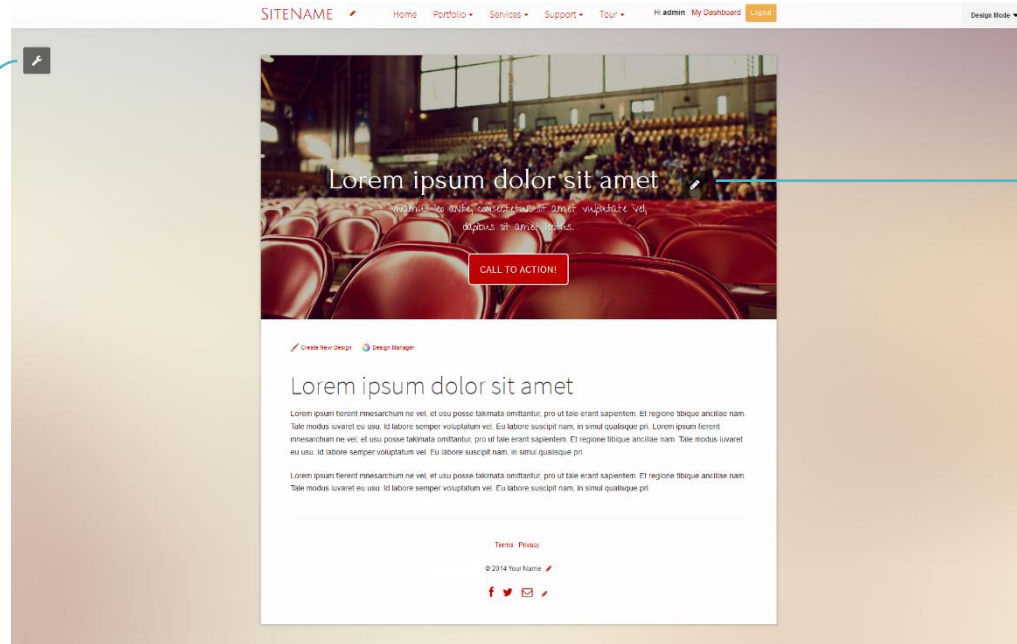 SITENAME Home Portfolio Services Support Tour Hi admin My Dashboard Logout Design Mode
Lorem ipsum dolor sit amet
Vivamus leo ante, consectetur sit amet vulputate vel,
dapibus sit amet lectus.
CALL TO ACTION!
Create New Design Design Manager
Lorem ipsum dolor sit amet
Lorem ipsum fierent mnesarchum ne vel, et usu posse takimata omittantur, pro ut tale erant sapientem. Et regione tibique ancillae nam.
Tale modus iuvaret eu usu. Id labore semper voluptatum vel. Eu labore suscipit nam, in simul qualisque pri. Lorem ipsum fierent
mnesarchum ne vel, et usu posse takimata omittantur, pro ut tale erant sapientem. Et regione tibique ancillae nam. Tale modus iuvaret
eu usu. Id labore semper voluptatum vel. Eu labore suscipit nam, in simul qualisque pri.
Lorem ipsum fierent mnesarchum ne vel, et usu posse takimata omittantur, pro ut tale erant sapientem. Et regione tibique ancillae nam.
Tale modus iuvaret eu usu. Id labore semper voluptatum vel. Eu labore suscipit nam, in simul qualisque pri.
Terms Privacy
© 2014 Your Name